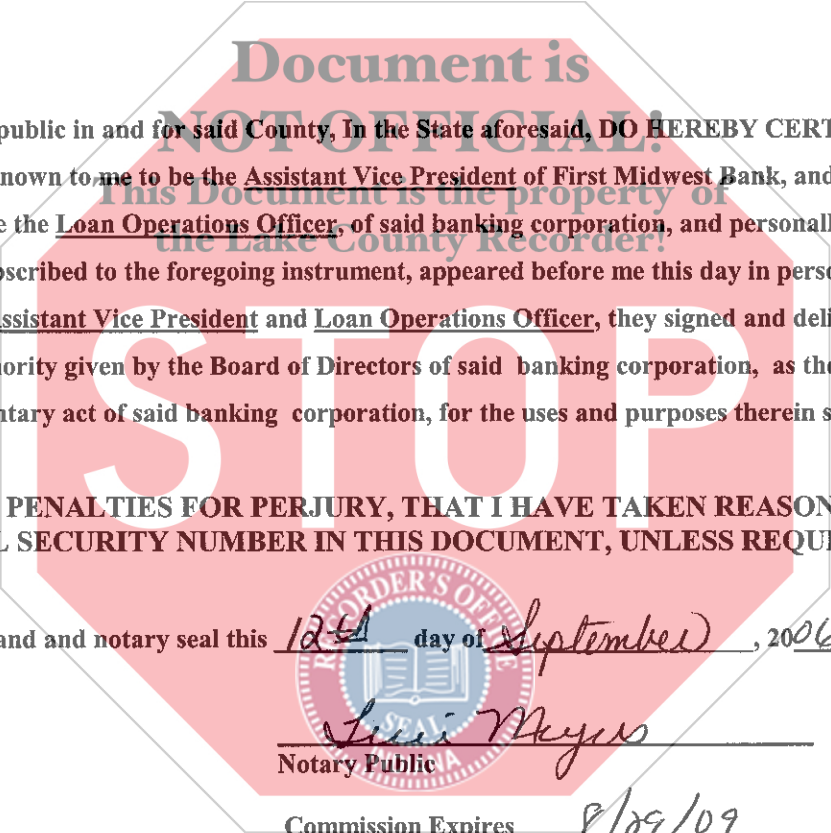 Document is
NOT OFFICIAL!
public in and for said County, In the State aforesaid, DO HEREBY CERT
nown to me to be the Assistant Vice President of First Midwest Bank, and
This Document is the property of
e the Loan Operations Officer, of said banking corporation, and personall
the Lake County Recorder!
bscribed to the foregoing instrument, appeared before me this day in perso
Assistant Vice President and Loan Operations Officer, they signed and deli
hority given by the Board of Directors of said banking corporation, as the
ntary act of said banking corporation, for the uses and purposes therein s
STOP
PENALTIES FOR PERJURY, THAT I HAVE TAKEN REASON
L SECURITY NUMBER IN THIS DOCUMENT, UNLESS REQUI
RECORDER'S OFFICE
and and notary seal this 12th day of September, 2006
SEAL
Meyers
INDIANA
Notary Public
Commission Expires 8/29/09